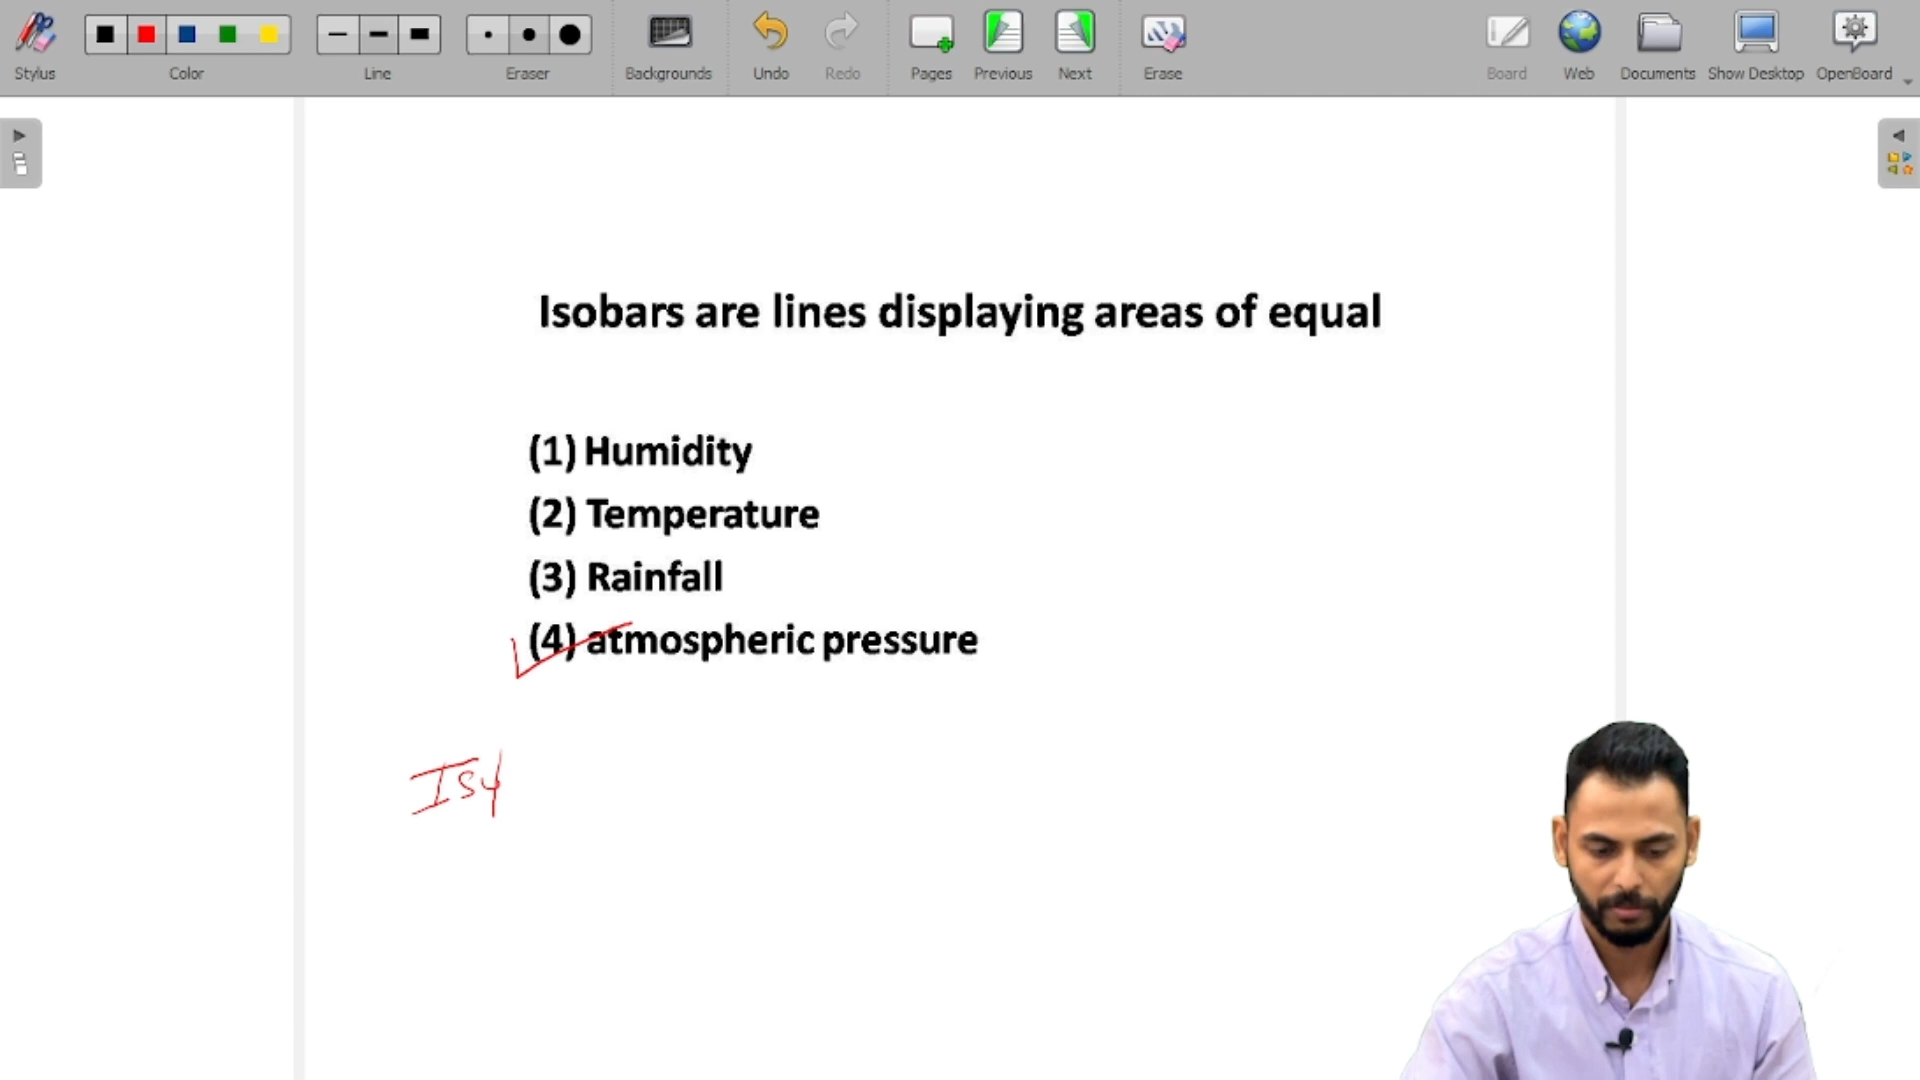 Stylus Color Line Eraser Backgrounds Undo Redo Pages Previous Next Erase Board Web Documents Show Desktop OpenBoard
Isobars are lines displaying areas of equal
(1) Humidity
(2) Temperature
(3) Rainfall
(4) atmospheric pressure